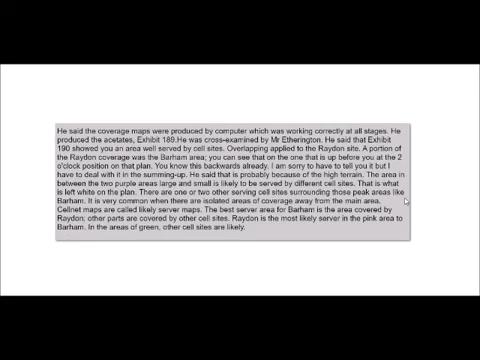 He said the coverage maps were produced by computer which was working correctly at all stages. He
produced the acetates, Exhibit 189.He was cross-examined by Mr Etherington. He said that Exhibit
190 showed you an area well served by cell sites. Overlapping applied to the Raydon site. A portion of
the Raydon coverage was the Barham area; you can see that on the one that is up before you at the 2
o'clock position on that plan. You know this backwards already. I am sorry to have to tell you it but I
have to deal with it in the summing-up. He said that is probably because of the high terrain. The area in
between the two purple areas large and small is likely to be served by different cell sites. That is what
is left white on the plan. There are one or two other serving cell sites surrounding those peak areas like
Barham. It is very common when there are isolated areas of coverage away from the main area.
Cellnet maps are called likely server maps. The best server area for Barham is the area covered by
Raydon; other parts are covered by other cell sites. Raydon is the most likely server in the pink area to
Barham. In the areas of green, other cell sites are likely.